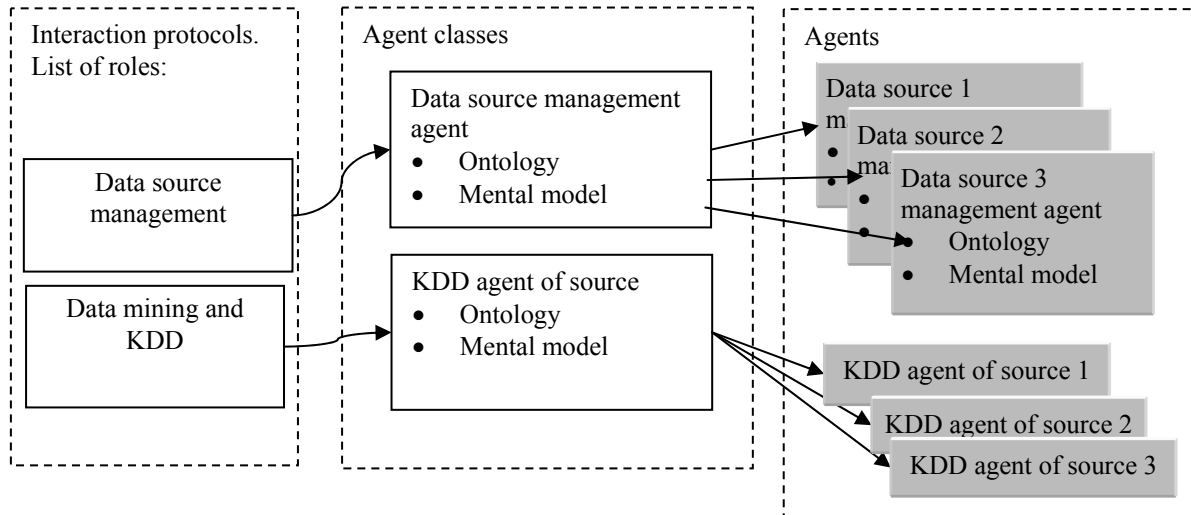 Interaction protocols.
List of roles:
Data source
management
Data mining and
KDD
Agent classes
Data source management
agent
• Ontology
• Mental model
KDD agent of source
• Ontology
• Mental model
Agents
Data source 1
•
•
Data source 2
•
•
Data source 3
management agent
• Ontology
• Mental model
KDD agent of source 1
KDD agent of source 2
KDD agent of source 3